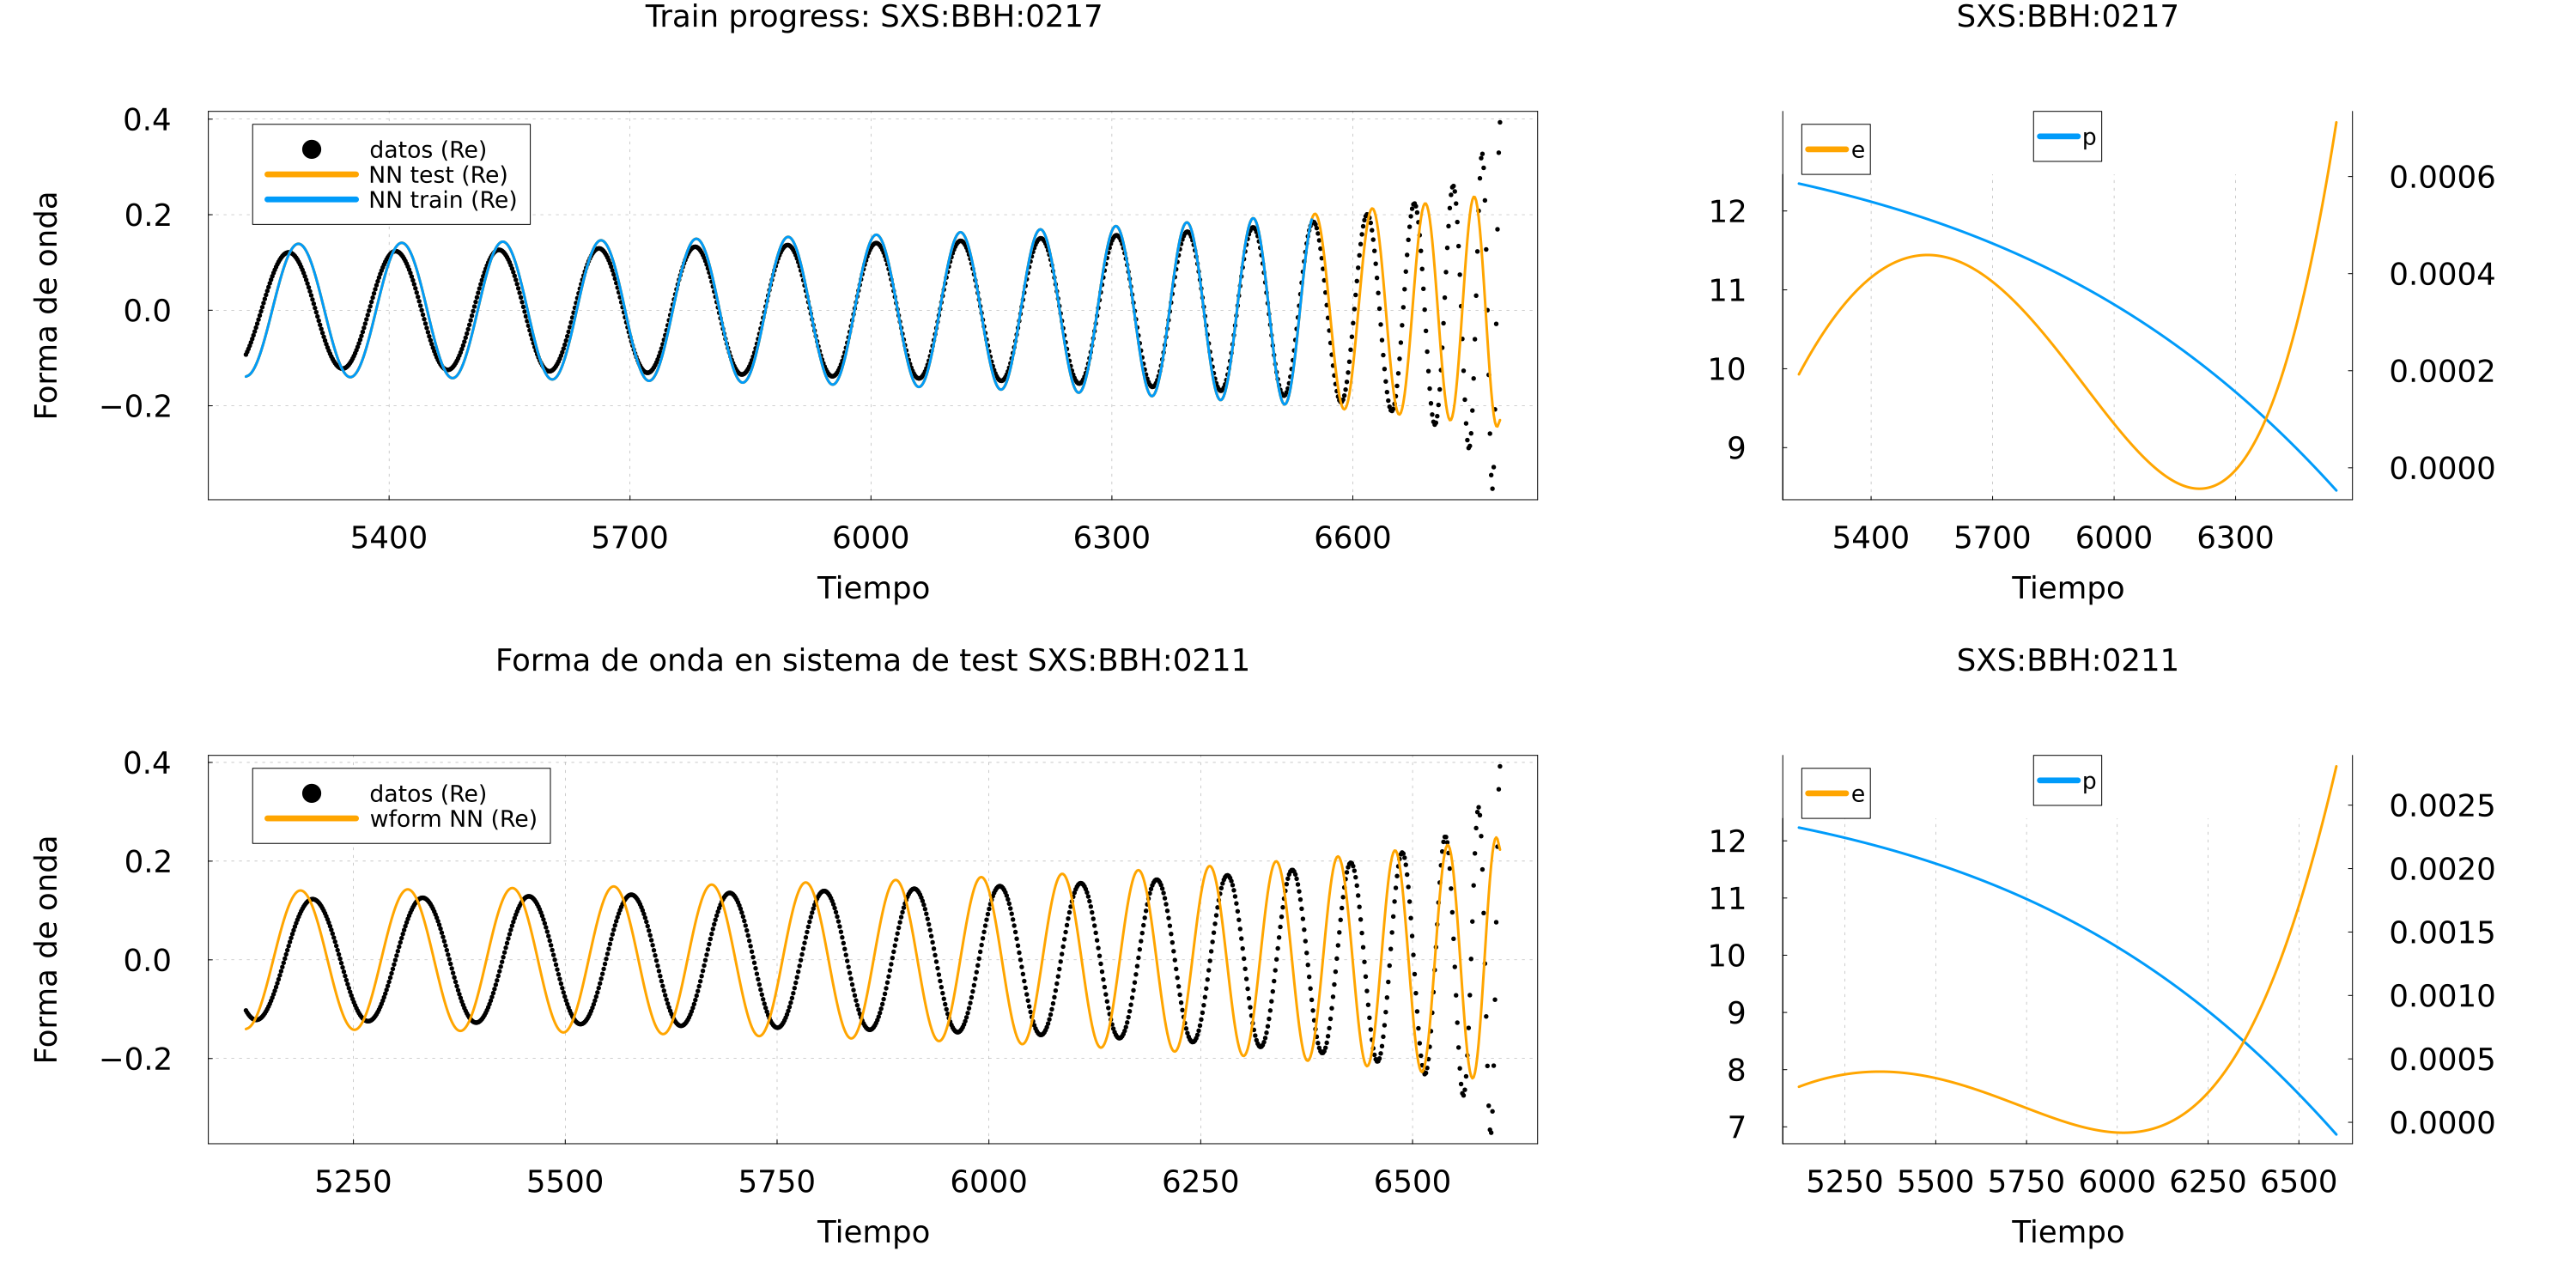 Train progress: SXS:BBH:0217
Forma de onda
0.4
0.2
0.0
−0.2
datos (Re)
NN test (Re)
NN train (Re)
5400 5700 6000 6300 6600
Tiempo
SXS:BBH:0217
e
p
12
11
10
9
0.0006
0.0004
0.0002
0.0000
5400 5700 6000 6300
Tiempo
Forma de onda en sistema de test SXS:BBH:0211
Forma de onda
0.4
0.2
0.0
−0.2
datos (Re)
wform NN (Re)
5250 5500 5750 6000 6250 6500
Tiempo
SXS:BBH:0211
e
p
12
11
10
9
8
7
0.0025
0.0020
0.0015
0.0010
0.0005
0.0000
5250 5500 5750 6000 6250 6500
Tiempo